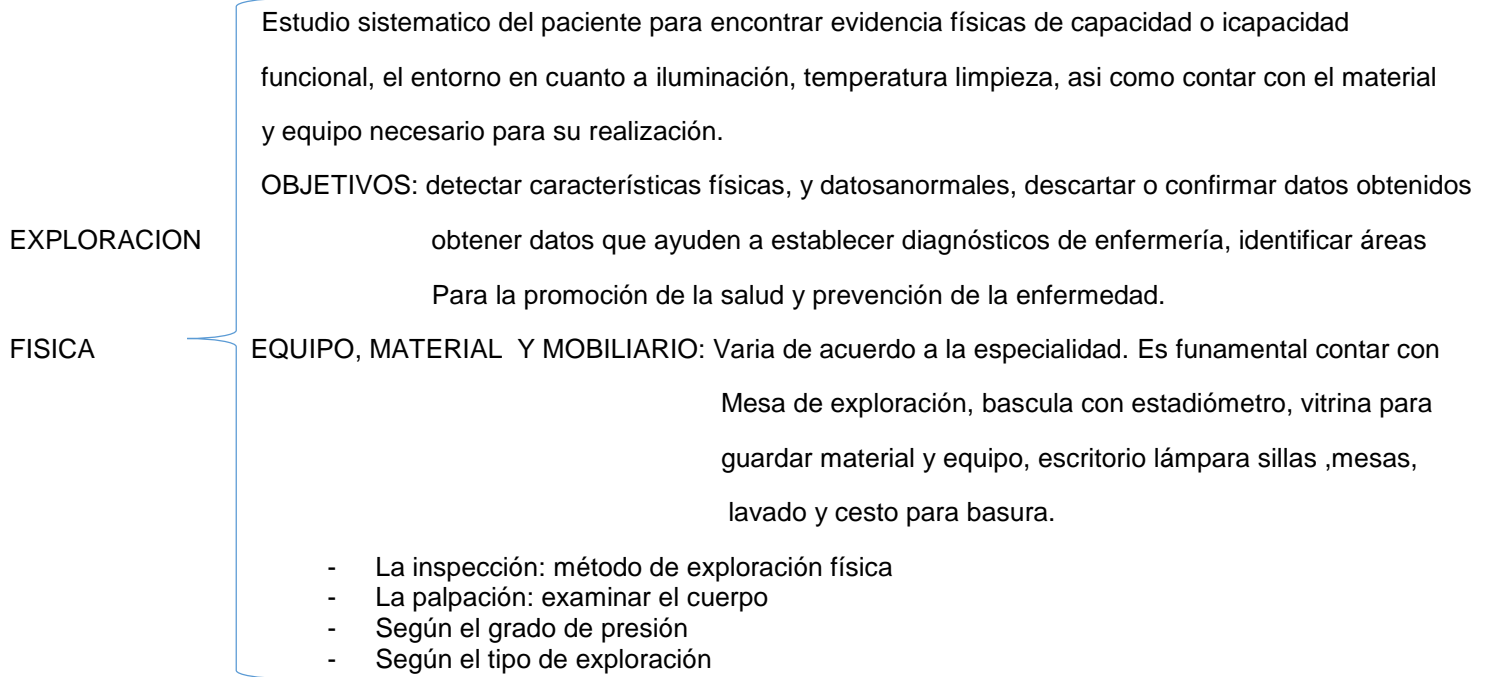 Estudio sistematico del paciente para encontrar evidencia físicas de capacidad o icapacidad
funcional, el entorno en cuanto a iluminación, temperatura limpieza, asi como contar con el material
y equipo necesario para su realización.
OBJETIVOS: detectar características físicas, y datosanormales, descartar o confirmar datos obtenidos
EXPLORACION obtener datos que ayuden a establecer diagnósticos de enfermería, identificar áreas
Para la promoción de la salud y prevención de la enfermedad.
FISICA EQUIPO, MATERIAL Y MOBILIARIO: Varia de acuerdo a la especialidad. Es funamental contar con
Mesa de exploración, bascula con estadiómetro, vitrina para
guardar material y equipo, escritorio lámpara sillas ,mesas,
lavado y cesto para basura.
- La inspección: método de exploración física
- La palpación: examinar el cuerpo
- Según el grado de presión
- Según el tipo de exploración